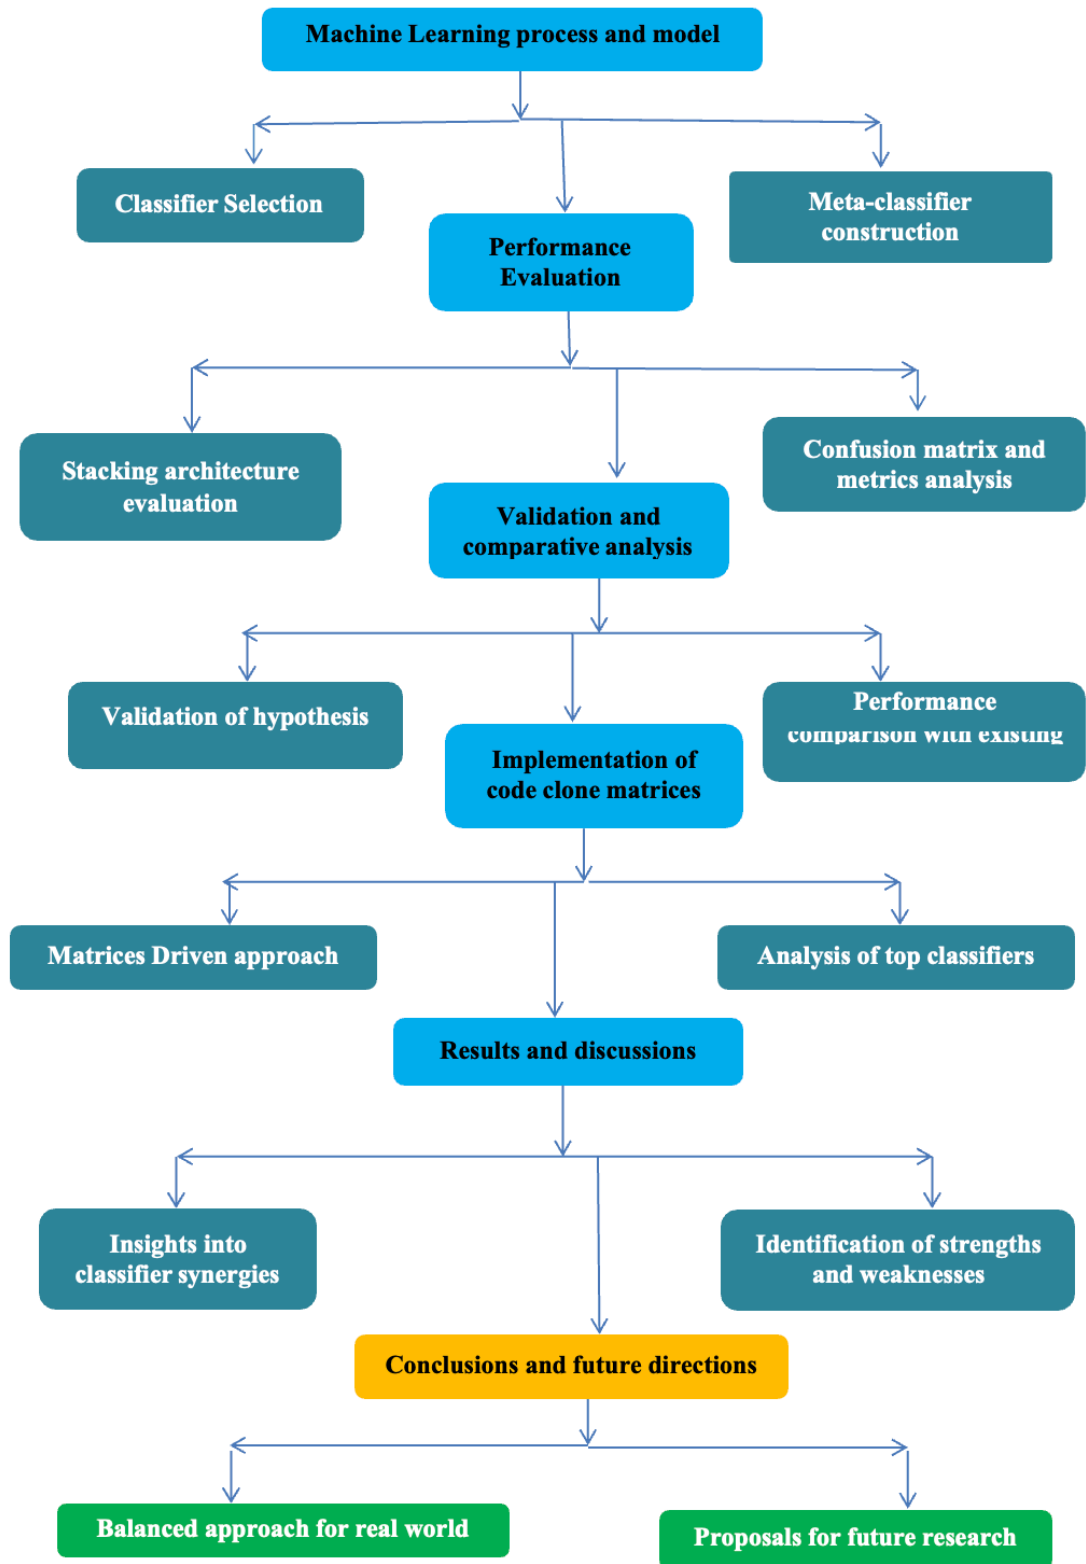 Machine Learning process and model
Classifier Selection
Meta-classifier
construction
Performance
Evaluation
Stacking architecture
evaluation
Confusion matrix and
metrics analysis
Validation and
comparative analysis
Validation of hypothesis
Performance
comparison with existing
Implementation of
code clone matrices
Matrices Driven approach
Analysis of top classifiers
Results and discussions
Insights into
classifier synergies
Identification of strengths
and weaknesses
Conclusions and future directions
Balanced approach for real world
Proposals for future research